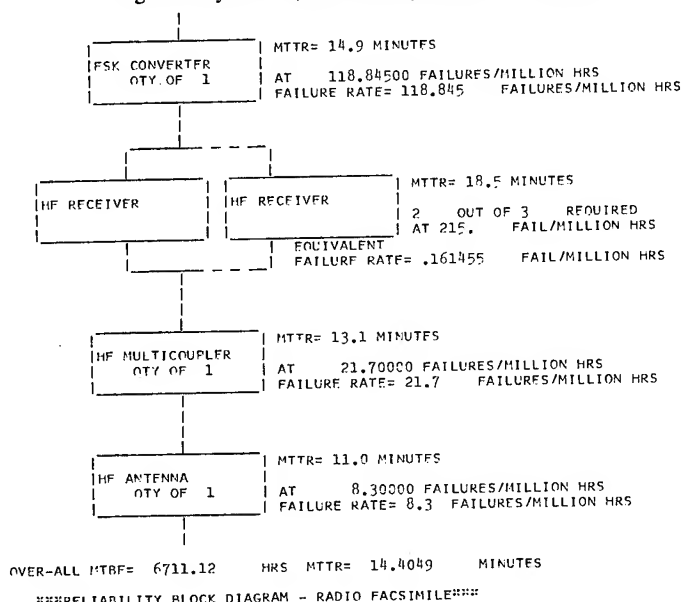 FSK CONVERTER
QTY.OF 1
MTTR= 14.9 MINUTES
AT 118.84500 FAILURES/MILLION HRS
FAILURE RATE= 118.845 FAILURES/MILLION HRS
HF RECEIVER
HF RECEIVER
MTTR= 18.5 MINUTES
2 OUT OF 3 REQUIRED
AT 215. FAIL/MILLION HRS
EQUIVALENT
FAILURE RATE= .161455 FAIL/MILLION HRS
HF MULTICOUPLER
QTY OF 1
MTTR= 13.1 MINUTES
AT 21.70000 FAILURES/MILLION HRS
FAILURE RATE= 21.7 FAILURES/MILLION HRS
HF ANTENNA
QTY OF 1
MTTR= 11.0 MINUTES
AT 8.30000 FAILURES/MILLION HRS
FAILURE RATE= 8.3 FAILURES/MILLION HRS
OVER-ALL MTBF= 6711.12 HRS MTTR= 14.4049 MINUTES
***RELIABILITY BLOCK DIAGRAM - RADIO FACSIMILE***